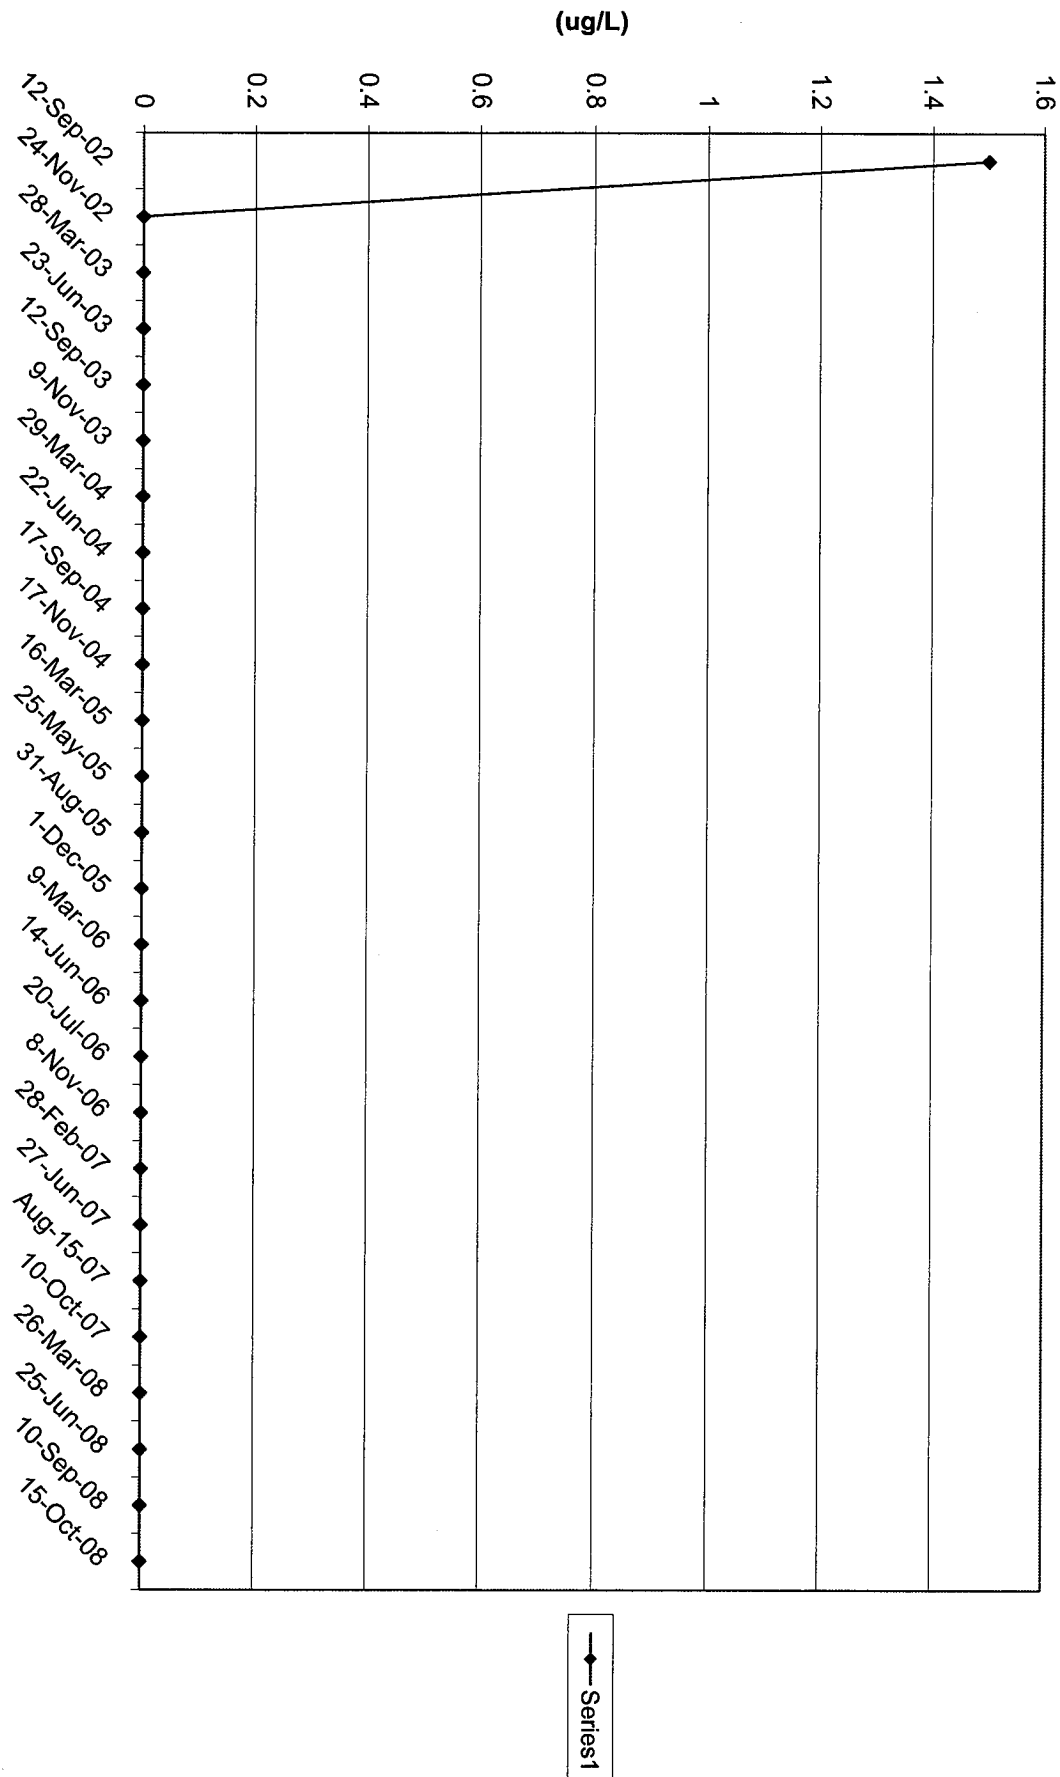 (ug/L)
1.6
1.4
1.2
1
0.8
0.6
0.4
0.2
0
12-Sep-02
24-Nov-02
28-Mar-03
23-Jun-03
12-Sep-03
9-Nov-03
29-Mar-04
22-Jun-04
17-Sep-04
17-Nov-04
16-Mar-05
25-May-05
31-Aug-05
1-Dec-05
9-Mar-06
14-Jun-06
20-Jul-06
8-Nov-06
28-Feb-07
27-Jun-07
Aug-15-07
10-Oct-07
26-Mar-08
25-Jun-08
10-Sep-08
15-Oct-08
Series1